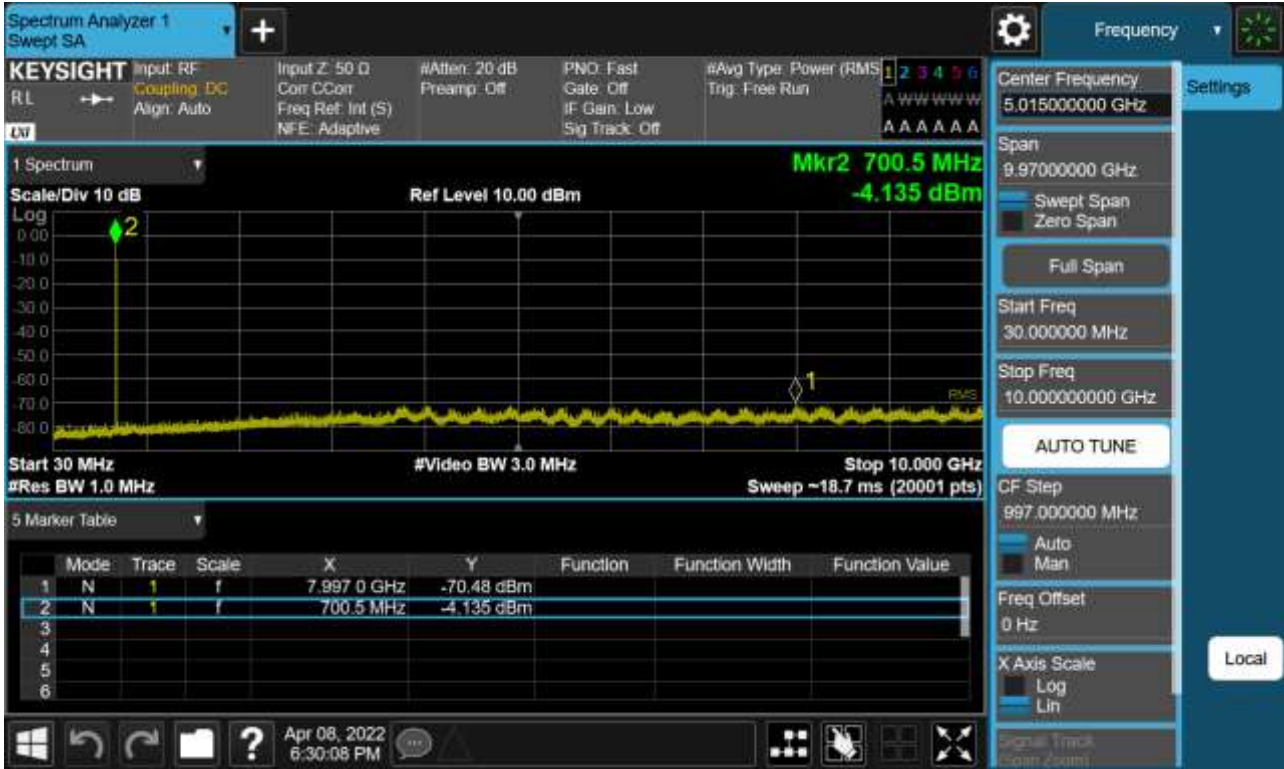 Spectrum Analyzer 1
Swept SA
+
Frequency
KEYSIGHT
RL
LXI
Input: RF
Coupling: DC
Align: Auto
Input Z: 50 Ω
Corr CCorr
Freq Ref: Int (S)
NFE: Adaptive
#Atten: 20 dB
Preamp: Off
PNO: Fast
Gate: Off
IF Gain: Low
Sig Track: Off
#Avg Type: Power (RMS
Trig: Free Run
1 2 3 4 5 6
A W W W W W
A A A A A A
1 Spectrum
Scale/Div 10 dB
Ref Level 10.00 dBm
Mkr2 700.5 MHz
-4.135 dBm
Log
0.00
-10.0
-20.0
-30.0
-40.0
-50.0
-60.0
-70.0
-80.0
2
1
RMS
Start 30 MHz
#Video BW 3.0 MHz
Stop 10.000 GHz
#Res BW 1.0 MHz
Sweep ~18.7 ms (20001 pts)
5 Marker Table
Mode Trace Scale X Y Function Function Width Function Value
1 N 1 f 7.997 0 GHz -70.48 dBm
2 N 1 f 700.5 MHz -4.135 dBm
3
4
5
6
Center Frequency
5.015000000 GHz
Settings
Span
9.97000000 GHz
Swept Span
Zero Span
Full Span
Start Freq
30.000000 MHz
Stop Freq
10.000000000 GHz
AUTO TUNE
CF Step
997.000000 MHz
Auto
Man
Freq Offset
0 Hz
X Axis Scale
Log
Lin
Signal Track
(Span Zoom)
Local
?
Apr 08, 2022
6:30:08 PM